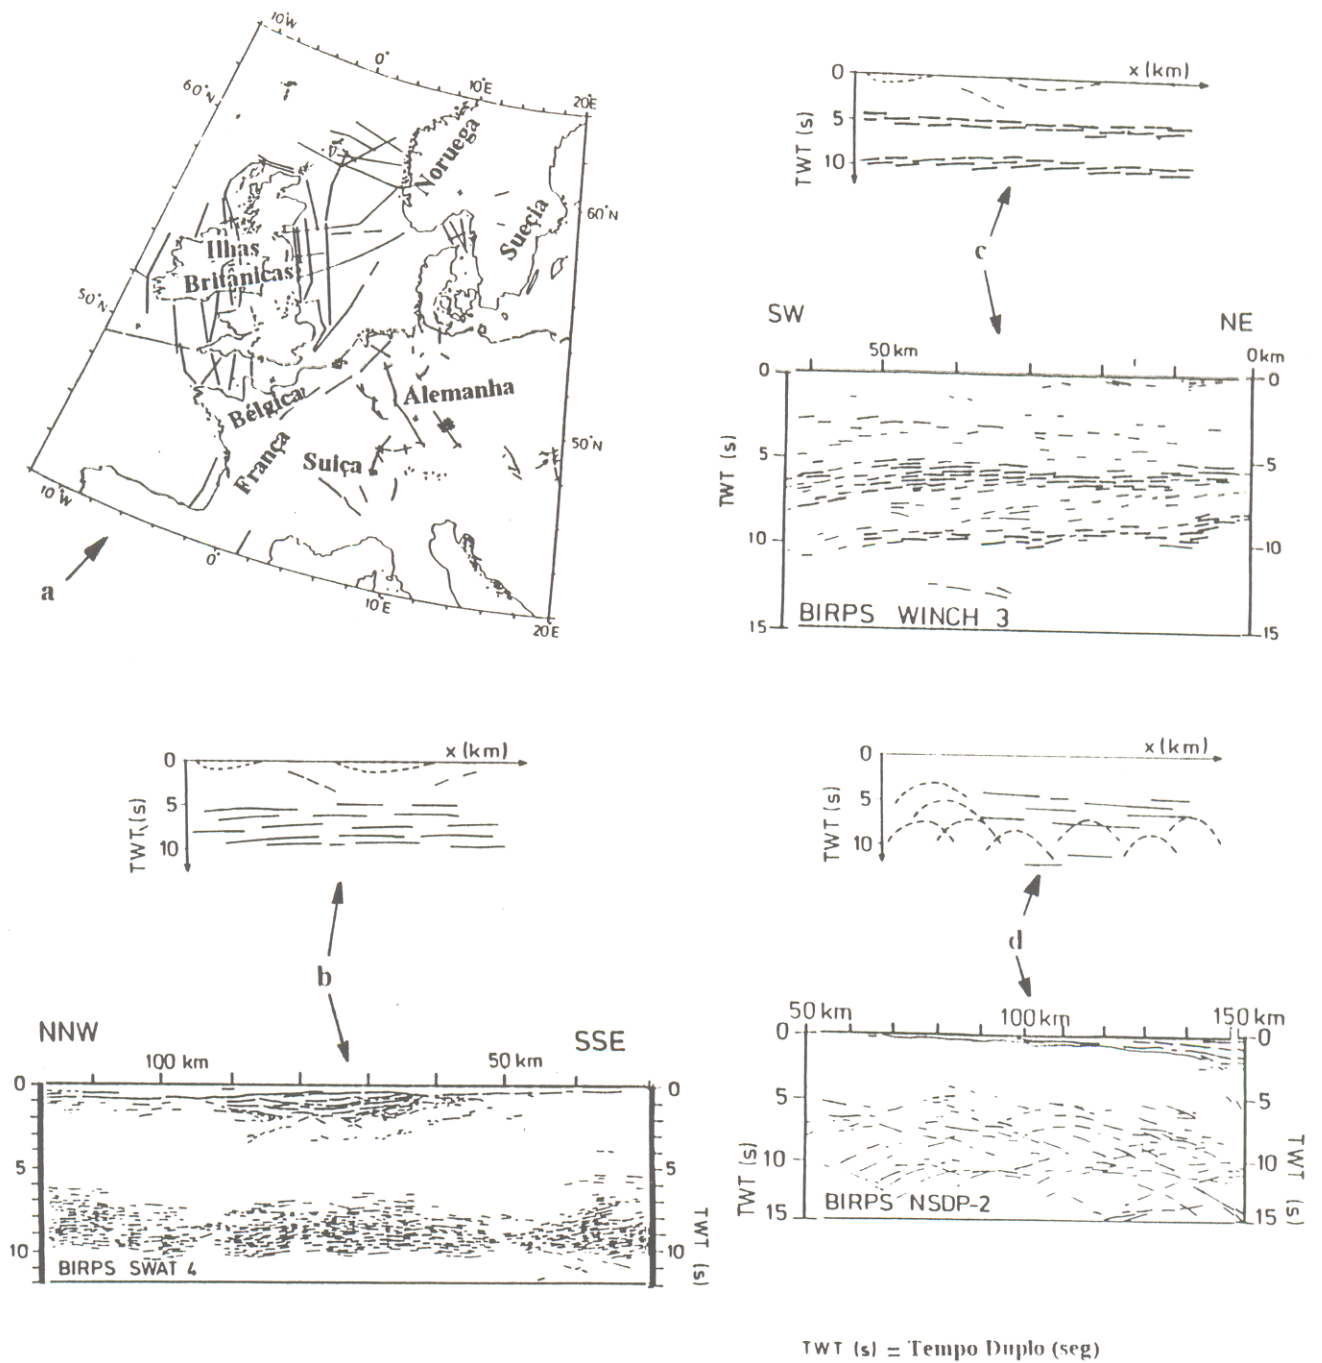 10°W
0°
10°E
20°E
60°N
60°N
Noruega
Suecia
Ilhas
Britânicas
50°N
Bélgica
Alemanha
França
Suiça
50°N
10°W
0°
10°E
20°E
a
x (km)
0
5
10
TWT (s)
c
SW
NE
50 km
0km
0
5
10
15
0
5
10
15
TWT (s)
BIRPS WINCH 3
x (km)
0
5
10
TWT (s)
b
NNW
SSE
100 km
50 km
0
5
10
0
5
10
TWT (s)
BIRPS SWAT 4
x (km)
0
5
10
TWT (s)
d
50 km
100 km
150 km
0
5
10
15
0
5
10
15
TWT (s)
TWT (s)
BIRPS NSDP-2
TWT (s) = Tempo Duplo (seg)